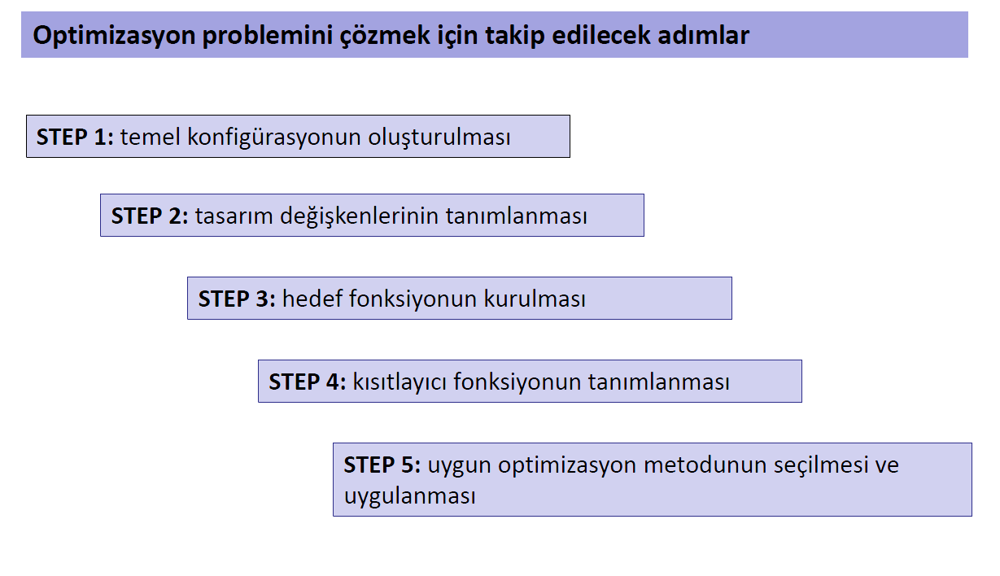 Optimizasyon problemini çözmek için takip edilecek adımlar
STEP 1: temel konfigürasyonun oluşturulması
STEP 2: tasarım değişkenlerinin tanımlanması
STEP 3: hedef fonksiyonun kurulması
STEP 4: kısıtlayıcı fonksiyonun tanımlanması
STEP 5: uygun optimizasyon metodunun seçilmesi ve
uygulanması